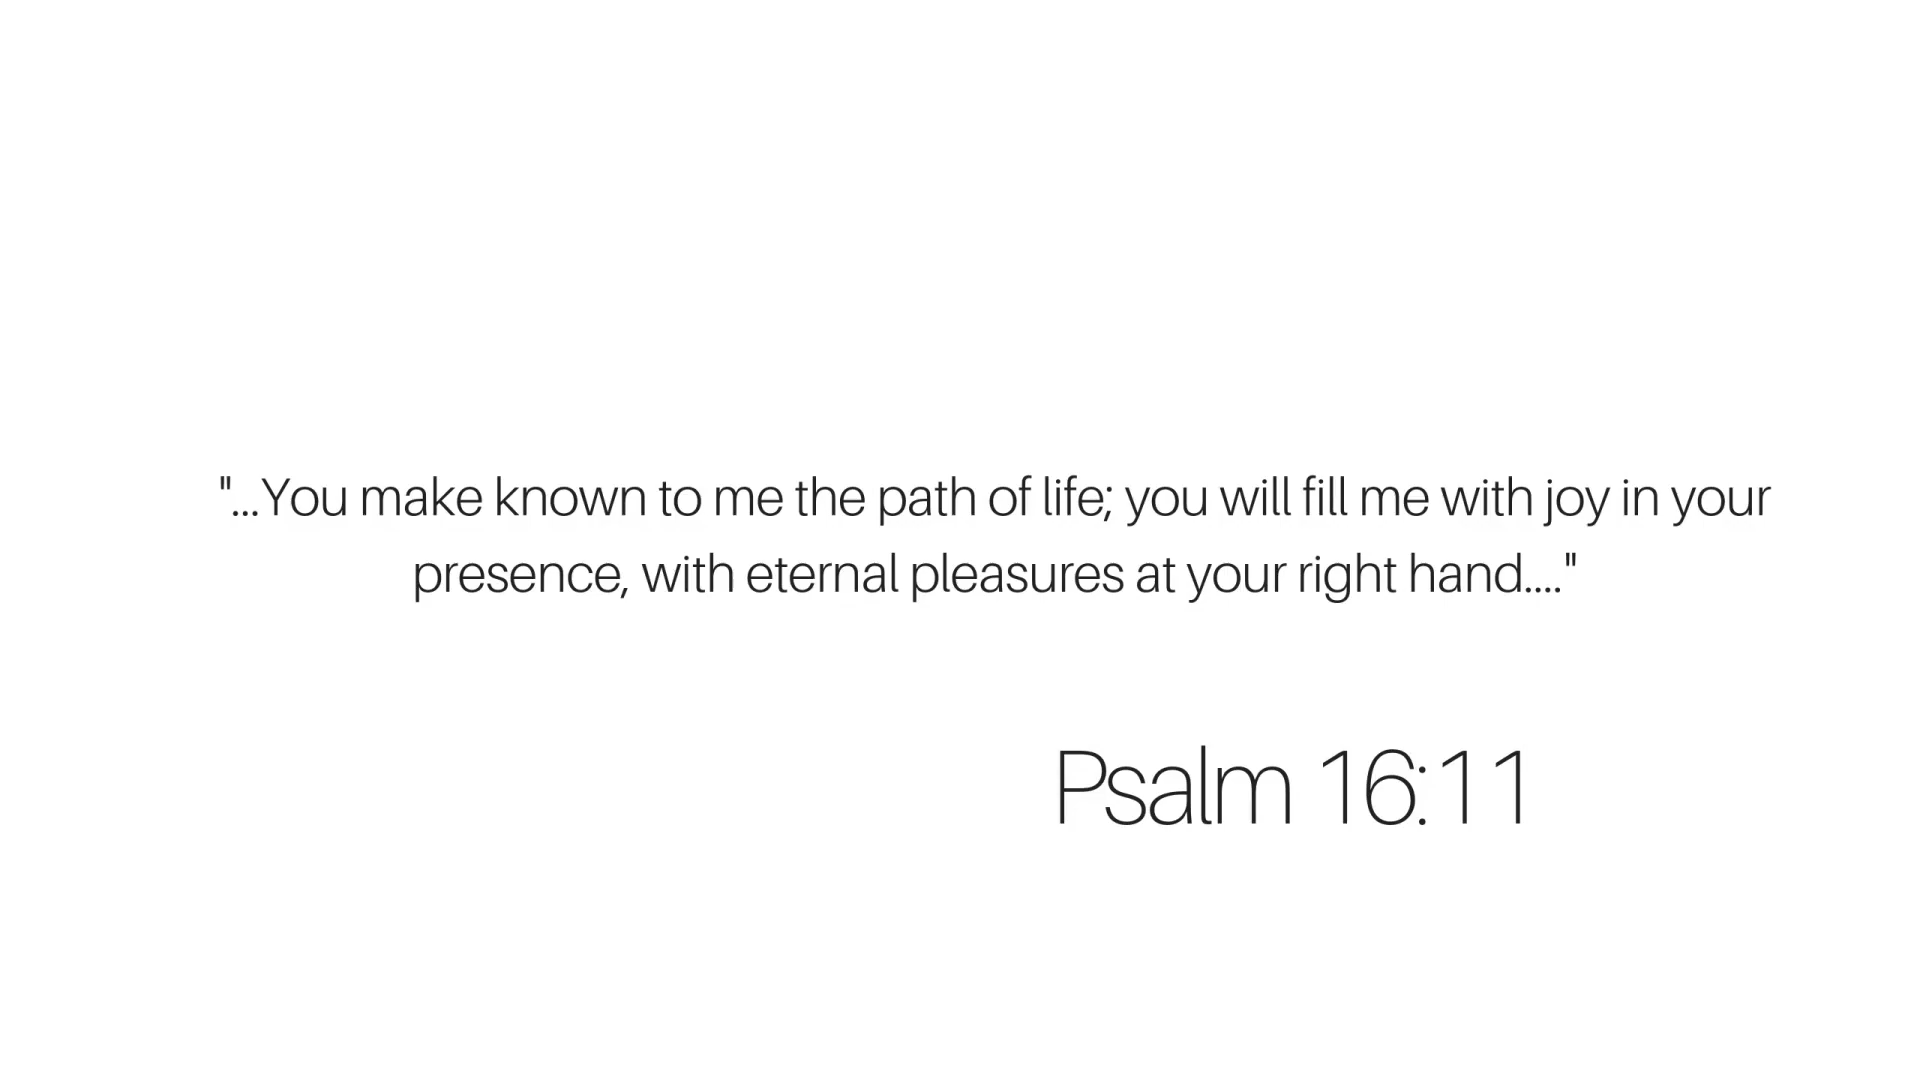 "...You make known to me the path of life; you will fill me with joy in your
presence, with eternal pleasures at your right hand...."
Psalm 16:11